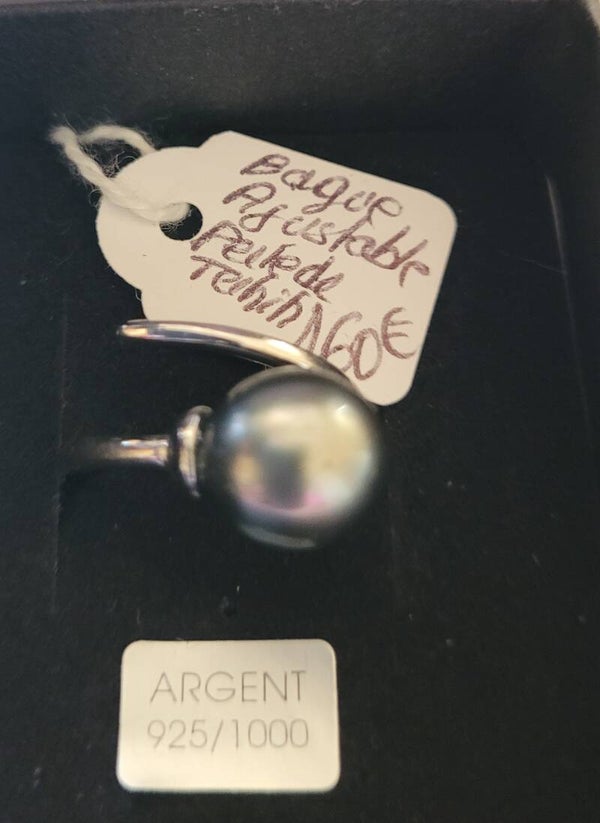 Bague
Ajustable
Perle de
Tahiti 160€
ARGENT
925/1000